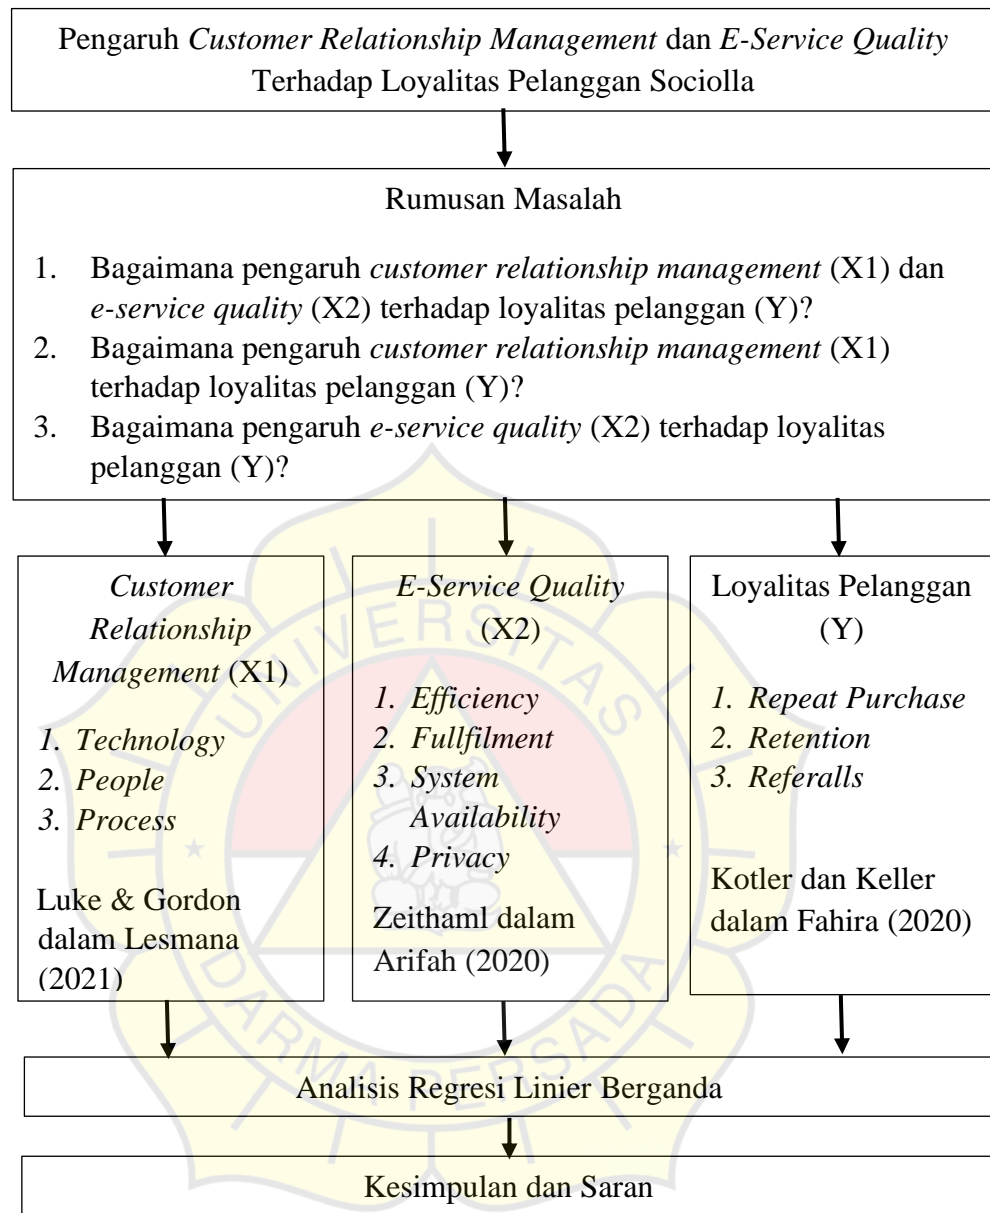 Pengaruh Customer Relationship Management dan E-Service Quality
Terhadap Loyalitas Pelanggan Sociolla
Rumusan Masalah
1. Bagaimana pengaruh customer relationship management (X1) dan
e-service quality (X2) terhadap loyalitas pelanggan (Y)?
2. Bagaimana pengaruh customer relationship management (X1)
terhadap loyalitas pelanggan (Y)?
3. Bagaimana pengaruh e-service quality (X2) terhadap loyalitas
pelanggan (Y)?
Customer
Relationship
Management (X1)
1. Technology
2. People
3. Process
Luke & Gordon
dalam Lesmana
(2021)
E-Service Quality
(X2)
1. Efficiency
2. Fullfilment
3. System
Availability
4. Privacy
Zeithaml dalam
Arifah (2020)
Loyalitas Pelanggan
(Y)
1. Repeat Purchase
2. Retention
3. Referalls
Kotler dan Keller
dalam Fahira (2020)
Analisis Regresi Linier Berganda
Kesimpulan dan Saran
UNIVERSITAS
DARMA PERSADA